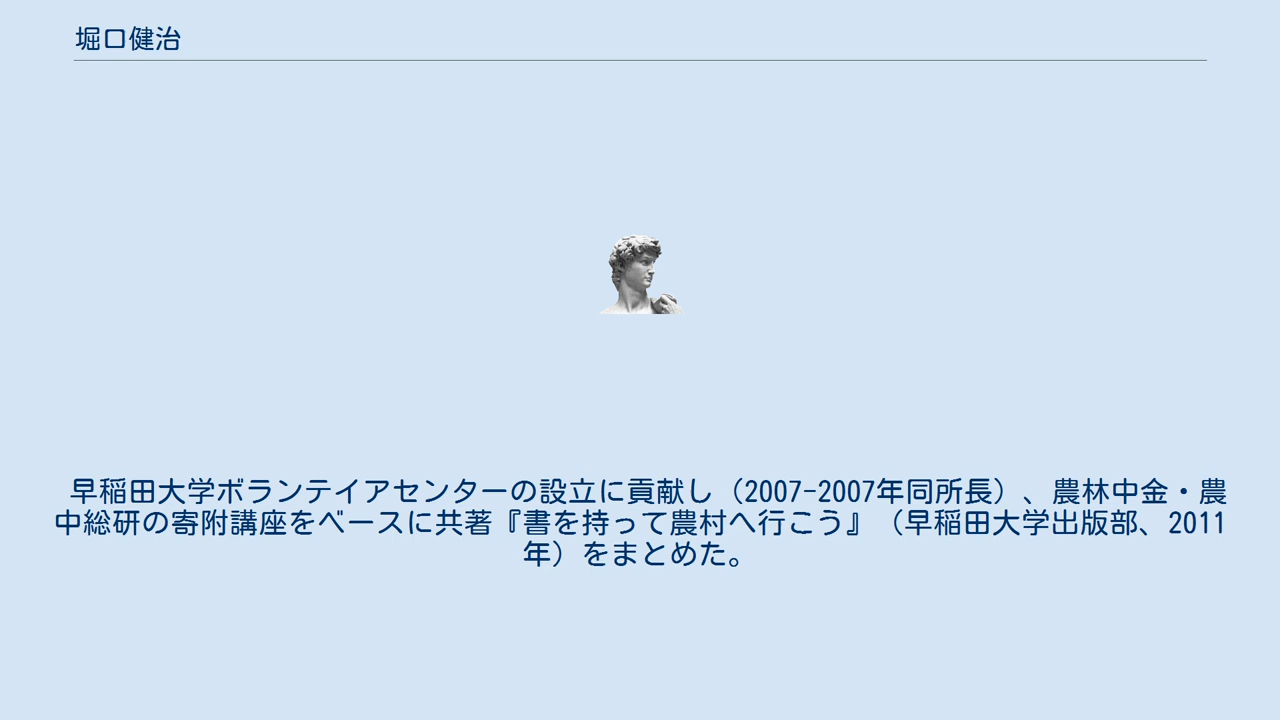 堀口健治
早稲田大学ボランテイアセンターの設立に貢献し（2007-2007年同所長）、農林中金・農
中総研の寄附講座をベースに共著『書を持って農村へ行こう』（早稲田大学出版部、2011
年）をまとめた。